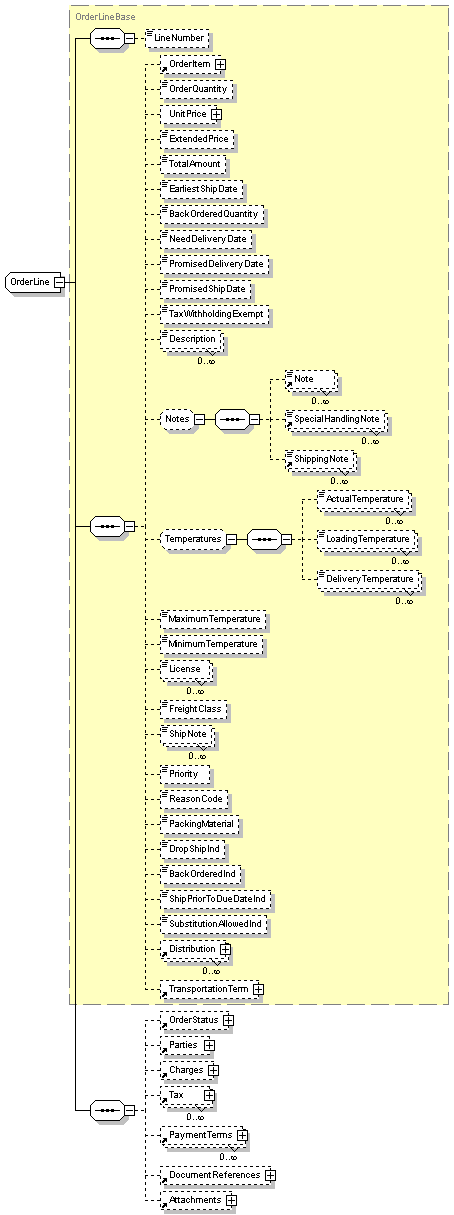 OrderLineBase
LineNumber
OrderItem
OrderQuantity
UnitPrice
ExtendedPrice
TotalAmount
EarliestShipDate
BackOrderedQuantity
NeedDeliveryDate
PromisedDeliveryDate
OrderLine
PromisedShipDate
TaxWithholdingExempt
Description
0..∞
Note
0..∞
Notes
SpecialHandlingNote
0..∞
ShippingNote
0..∞
ActualTemperature
0..∞
Temperatures
LoadingTemperature
0..∞
DeliveryTemperature
0..∞
MaximumTemperature
MinimumTemperature
License
0..∞
FreightClass
ShipNote
0..∞
Priority
ReasonCode
PackingMaterial
DropShipInd
BackOrderedInd
ShipPriorToDueDateInd
SubstitutionAllowedInd
Distribution
0..∞
TransportationTerm
OrderStatus
Parties
Charges
Tax
0..∞
PaymentTerms
0..∞
DocumentReferences
Attachments